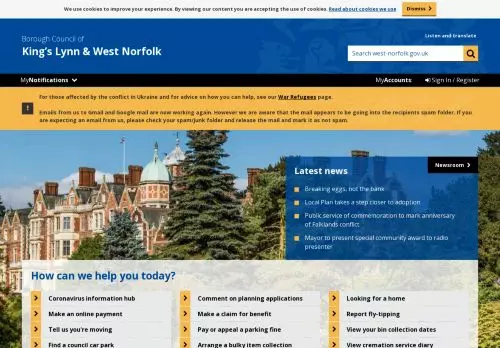 We use cookies to improve your experience. By viewing our content you are accepting the use of cookies. Read about cookies we use
Dismiss
Borough Council of
King's Lynn & West Norfolk
Listen and translate
Search west-norfolk.gov.uk
MyNotifications
MyAccounts:
Sign In / Register
For those affected by the conflict in Ukraine and for advice on how you can help, see our War Refugees page.
Emails from us to Gmail and Google mail are now working again. However we are aware that the mail appears to be going into the recipients spam folder. If you
are expecting an email from us, please check your spam/junk folder and release the mail and mark it as not spam.
Newsroom
Latest news
Breaking eggs, not the bank
Local Plan takes a step closer to adoption
Public service of commemoration to mark anniversary
of Falklands conflict
Mayor to present special community award to radio
presenter
How can we help you today?
Coronavirus information hub
Comment on planning applications
Looking for a home
Make an online payment
Make a claim for benefit
Report fly-tipping
Tell us you're moving
Pay or appeal a parking fine
View your bin collection dates
Find a council car park
Arrange a bulky item collection
View cremation service diary